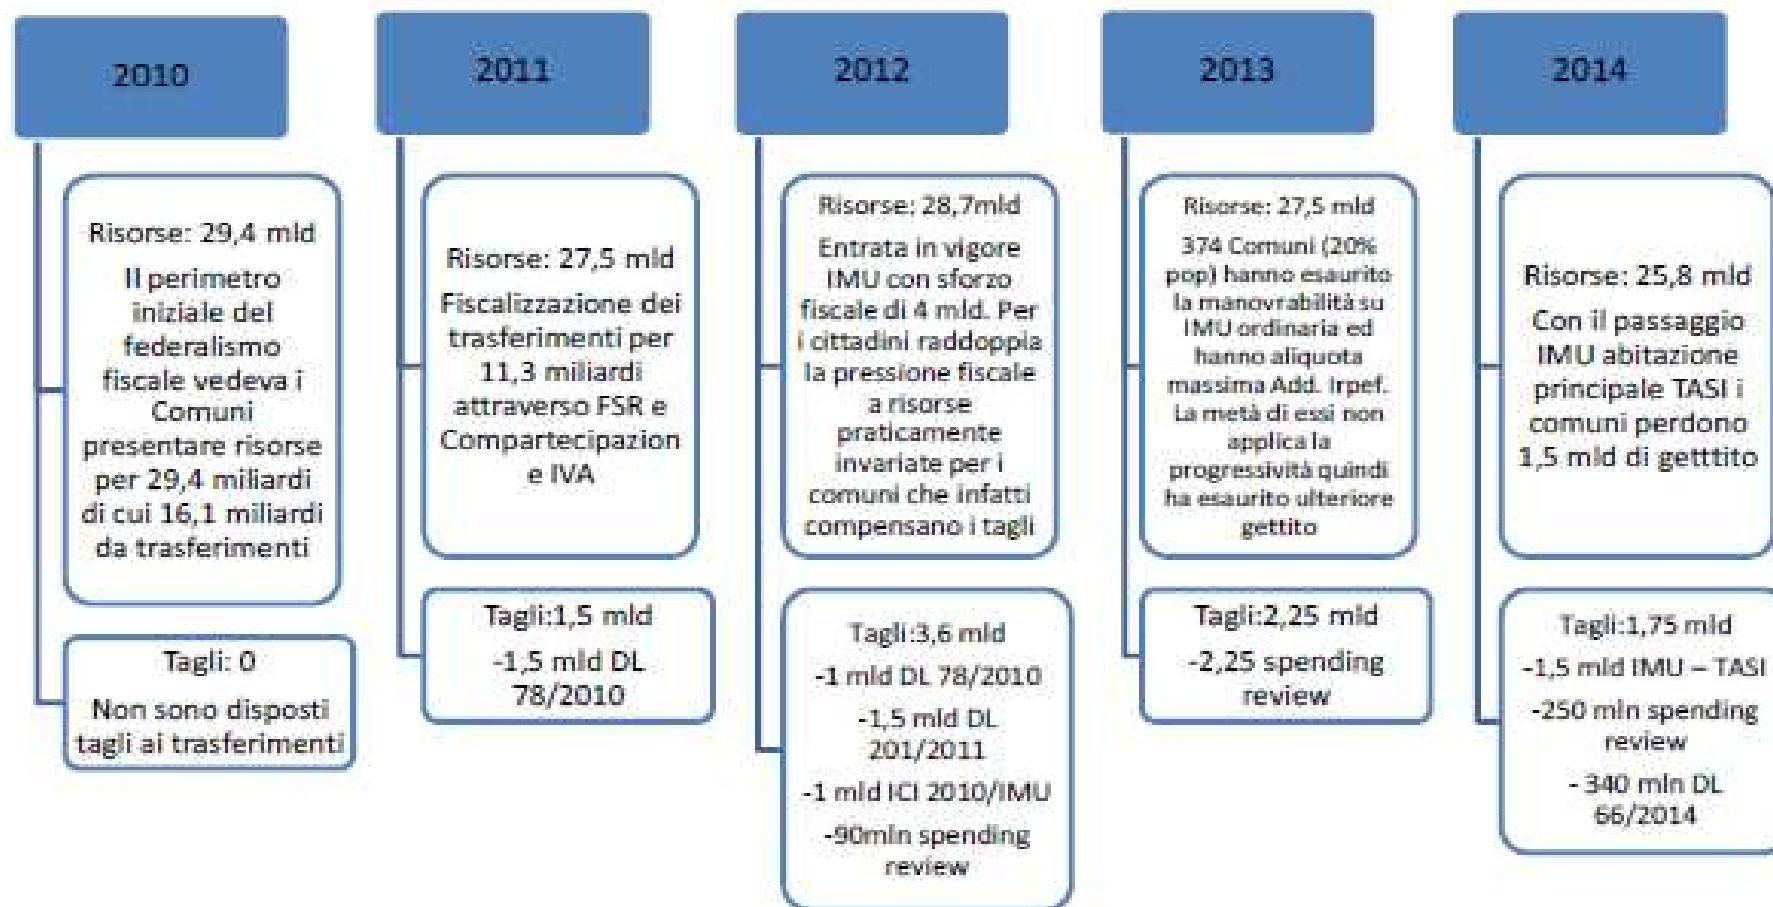 2010
Risorse: 29,4 mld
Il perimetro
iniziale del
federalismo
fiscale vedeva i
Comuni
presentare risorse
per 29,4 miliardi
di cui 16,1 miliardi
da trasferimenti
Tagli: 0
Non sono disposti
tagli ai trasferimenti
2011
Risorse: 27,5 mld
Fiscalizzazione dei
trasferimenti per
11,3 miliardi
attraverso FSR e
Compartecipazion
e IVA
Tagli:1,5 mld
-1,5 mld DL
78/2010
2012
Risorse: 28,7mld
Entrata in vigore
IMU con sforzo
fiscale di 4 mld. Per
i cittadini raddoppia
la pressione fiscale
a risorse
praticamente
invariate per i
comuni che infatti
compensano i tagli
Tagli:3,6 mld
-1 mld DL 78/2010
-1,5 mld DL
201/2011
-1 mld ICI 2010/IMU
-90mln spending
review
2013
Risorse: 27,5 mld
374 Comuni (20%
pop) hanno esaurito
la manovrabilità su
IMU ordinaria ed
hanno aliquota
massima Add. Irpef.
La metà di essi non
applica la
progressività quindi
ha esaurito ulteriore
gettito
Tagli:2,25 mld
-2,25 spending
review
2014
Risorse: 25,8 mld
Con il passaggio
IMU abitazione
principale TASI i
comuni perdono
1,5 mld di getttito
Tagli:1,75 mld
-1,5 mld IMU – TASI
-250 mln spending
review
- 340 mln DL
66/2014